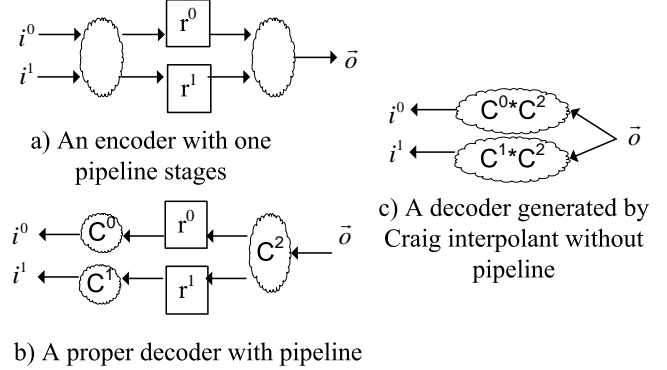 i⁰
r⁰
i¹
r¹
o⃗
a) An encoder with one
pipeline stages
i⁰
C⁰
r⁰
C²
o⃗
i¹
C¹
r¹
b) A proper decoder with pipeline
i⁰
C⁰*C²
i¹
C¹*C²
o⃗
c) A decoder generated by
Craig interpolant without
pipeline